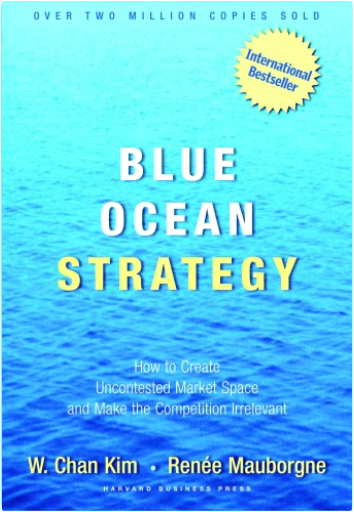 OVER TWO MILLION COPIES SOLD
International
Bestseller
BLUE
OCEAN
STRATEGY
How to Create
Uncontested Market Space
and Make the Competition Irrelevant
W. Chan Kim • Renée Mauborgne
HARVARD BUSINESS PRESS